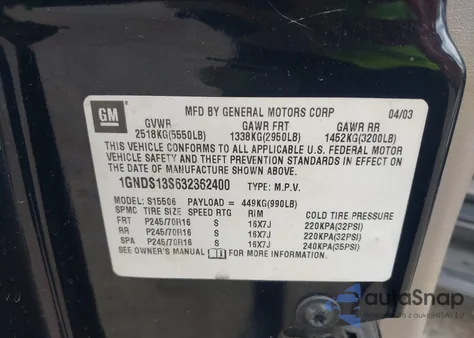 MFD BY GENERAL MOTORS CORP 04/03
GM
GVWR GAWR FRT GAWR RR
2518KG(5550LB) 1338KG(2950LB) 1452KG(3200LB)
THIS VEHICLE CONFORMS TO ALL APPLICABLE U.S. FEDERAL MOTOR
VEHICLE SAFETY AND THEFT PREVENTION STANDARDS IN EFFECT ON
THE DATE OF MANUFACTURE SHOWN ABOVE.
1GNDS13S632362400 TYPE: M.P.V.
MODEL: S15506 PAYLOAD = 449KG(990LB)
SPMC TIRE SIZE SPEED RTG RIM COLD TIRE PRESSURE
FRT P245/70R16 S 16X7J 220KPA(32PSI)
RR P245/70R16 S 16X7J 220KPA(32PSI)
SPA P245/70R16 S 16X7J 240KPA(35PSI)
SEE OWNER'S MANUAL FOR MORE INFORMATION.
autaSnap